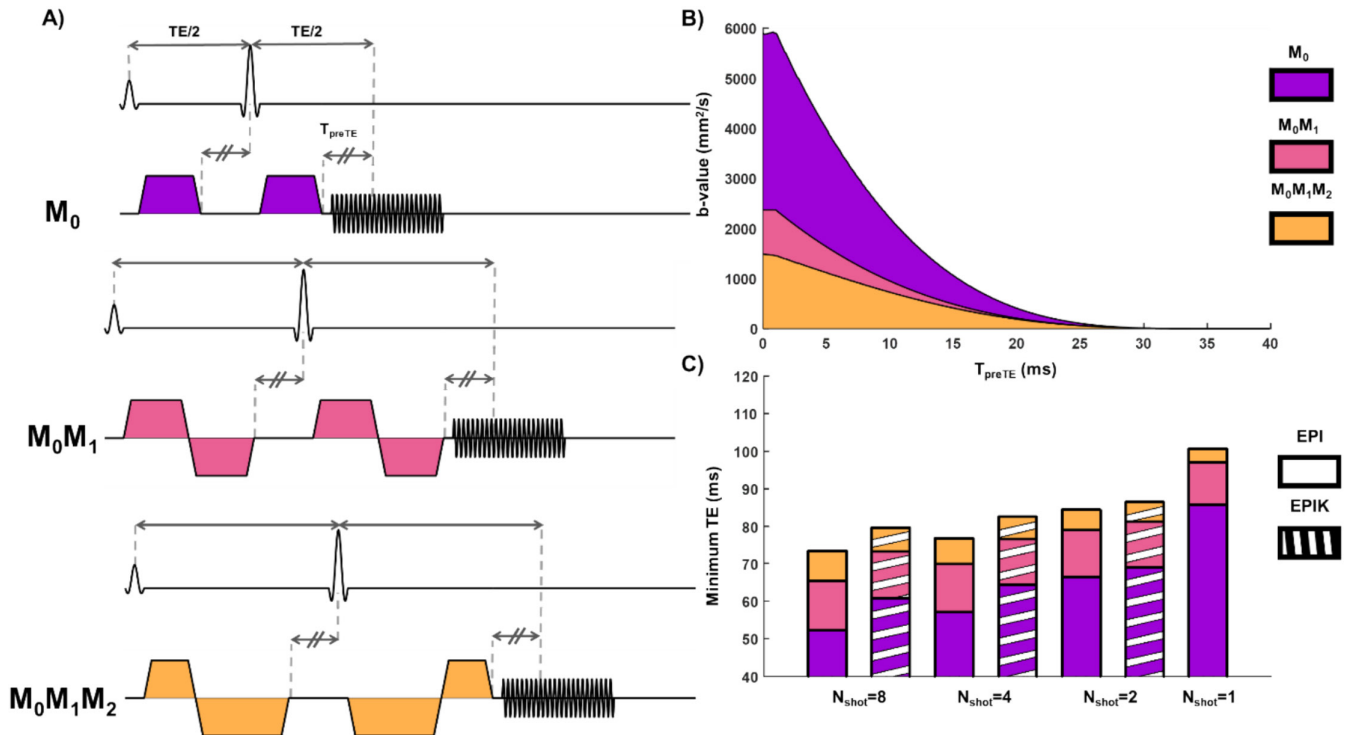 A)
TE/2 TE/2
T_preTE
M₀
M₀M₁
M₀M₁M₂
B)
b-value (mm²/s)
6000
5000
4000
3000
2000
1000
0
0 5 10 15 20 25 30 35 40
T_preTE (ms)
M₀
M₀M₁
M₀M₁M₂
C)
Minimum TE (ms)
120
110
100
90
80
70
60
50
40
N_shot=8 N_shot=4 N_shot=2 N_shot=1
EPI
EPIK